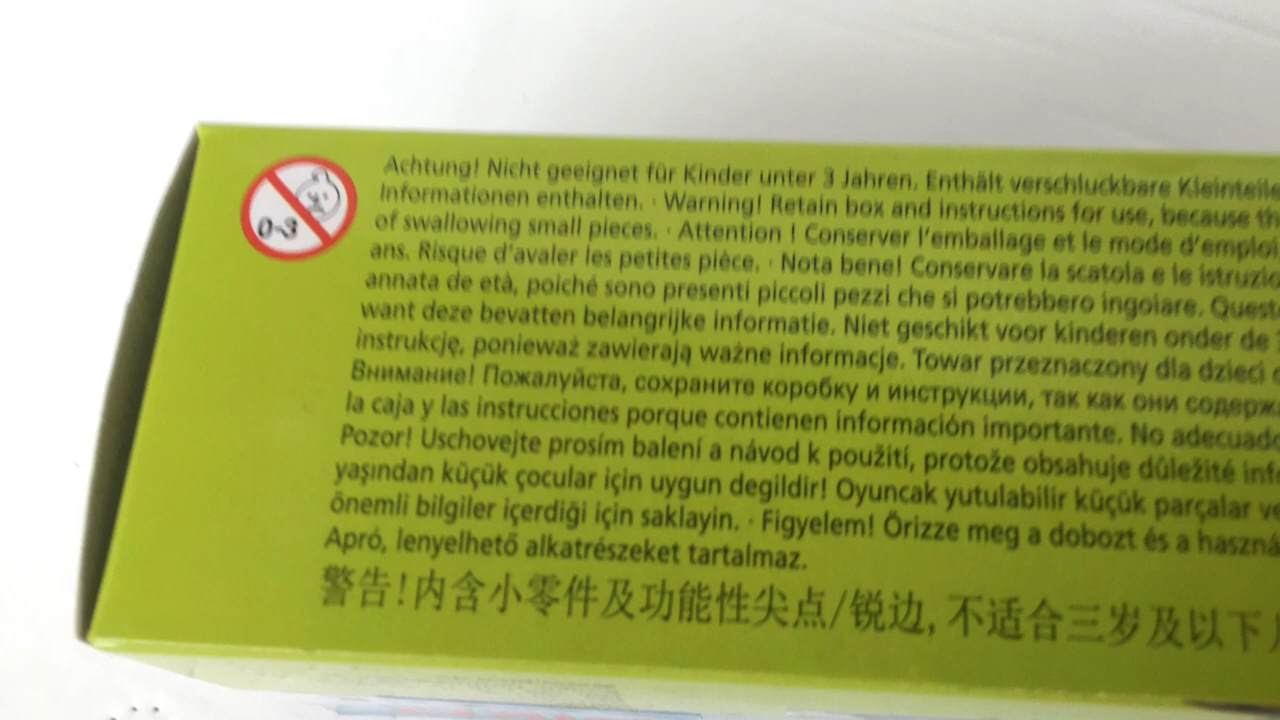 0-3
Achtung! Nicht geeignet für Kinder unter 3 Jahren. Enthält verschluckbare Kleinteile
Informationen enthalten. · Warning! Retain box and instructions for use, because
of swallowing small pieces. · Attention ! Conserver l'emballage et le mode d'emploi
ans. Risque d'avaler les petites pièce. · Nota bene! Conservare la scatola e le
annata de età, poiché sono presenti piccoli pezzi che si potrebbero ingoiare.
want deze bevatten belangrijke informatie. Niet geschikt voor kinderen onder de
instrukcję, ponieważ zawierają ważne informacje. Towar przeznaczony dla dzieci
Внимание! Пожалуйста, сохраните коробку и инструкции, так как они
la caja y las instrucciones porque contienen información importante. No
Pozor! Uschovejte prosím balení a návod k použití, protože obsahuje důležité
yaşından küçük çocular için uygun degildir! Oyuncak yutulabilir küçük parçalar
önemli bilgiler içerdiği için saklayin. · Figyelem! Őrizze meg a dobozt és a
Apró, lenyelhető alkatrészeket tartalmaz.
警告!内含小零件及功能性尖点/锐边, 不适合三岁及以下